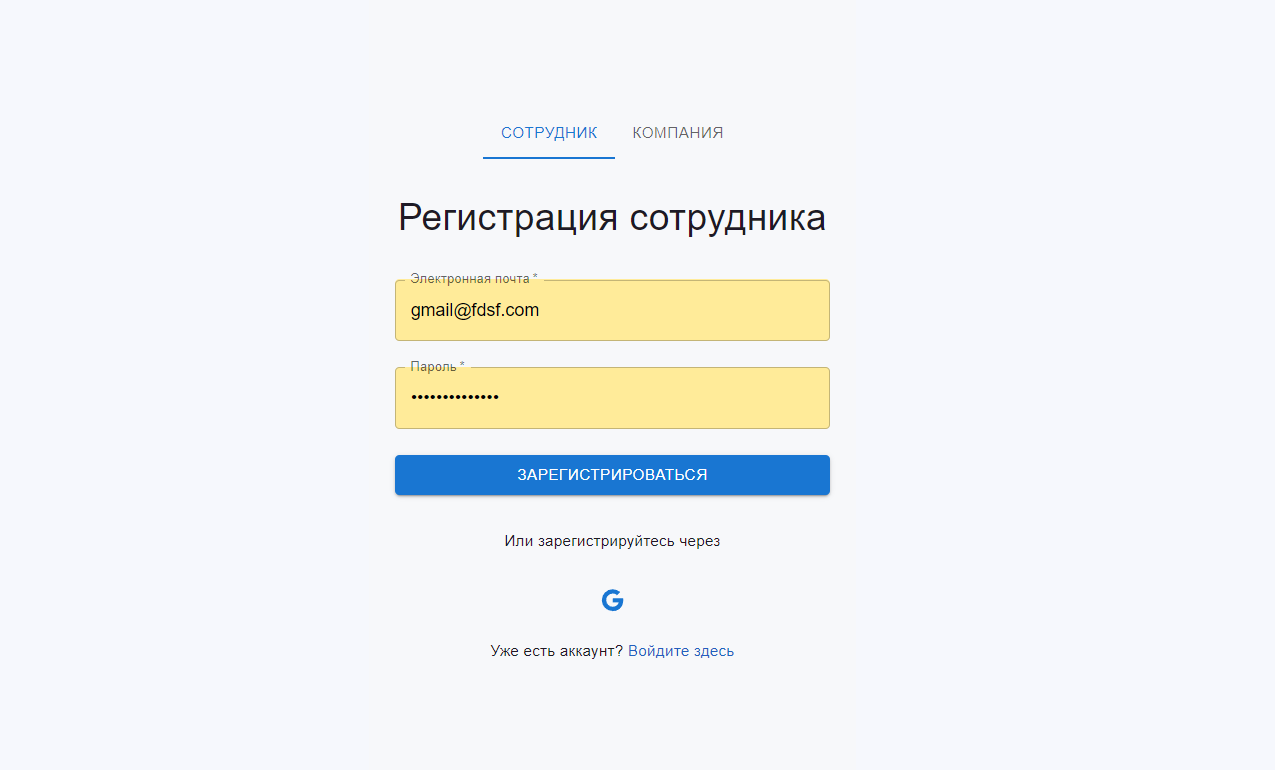 СОТРУДНИК КОМПАНИЯ
Регистрация сотрудника
Электронная почта *
gmail@fdsf.com
Пароль *
••••••••••••••
ЗАРЕГИСТРИРОВАТЬСЯ
Или зарегистрируйтесь через
G
Уже есть аккаунт? Войдите здесь